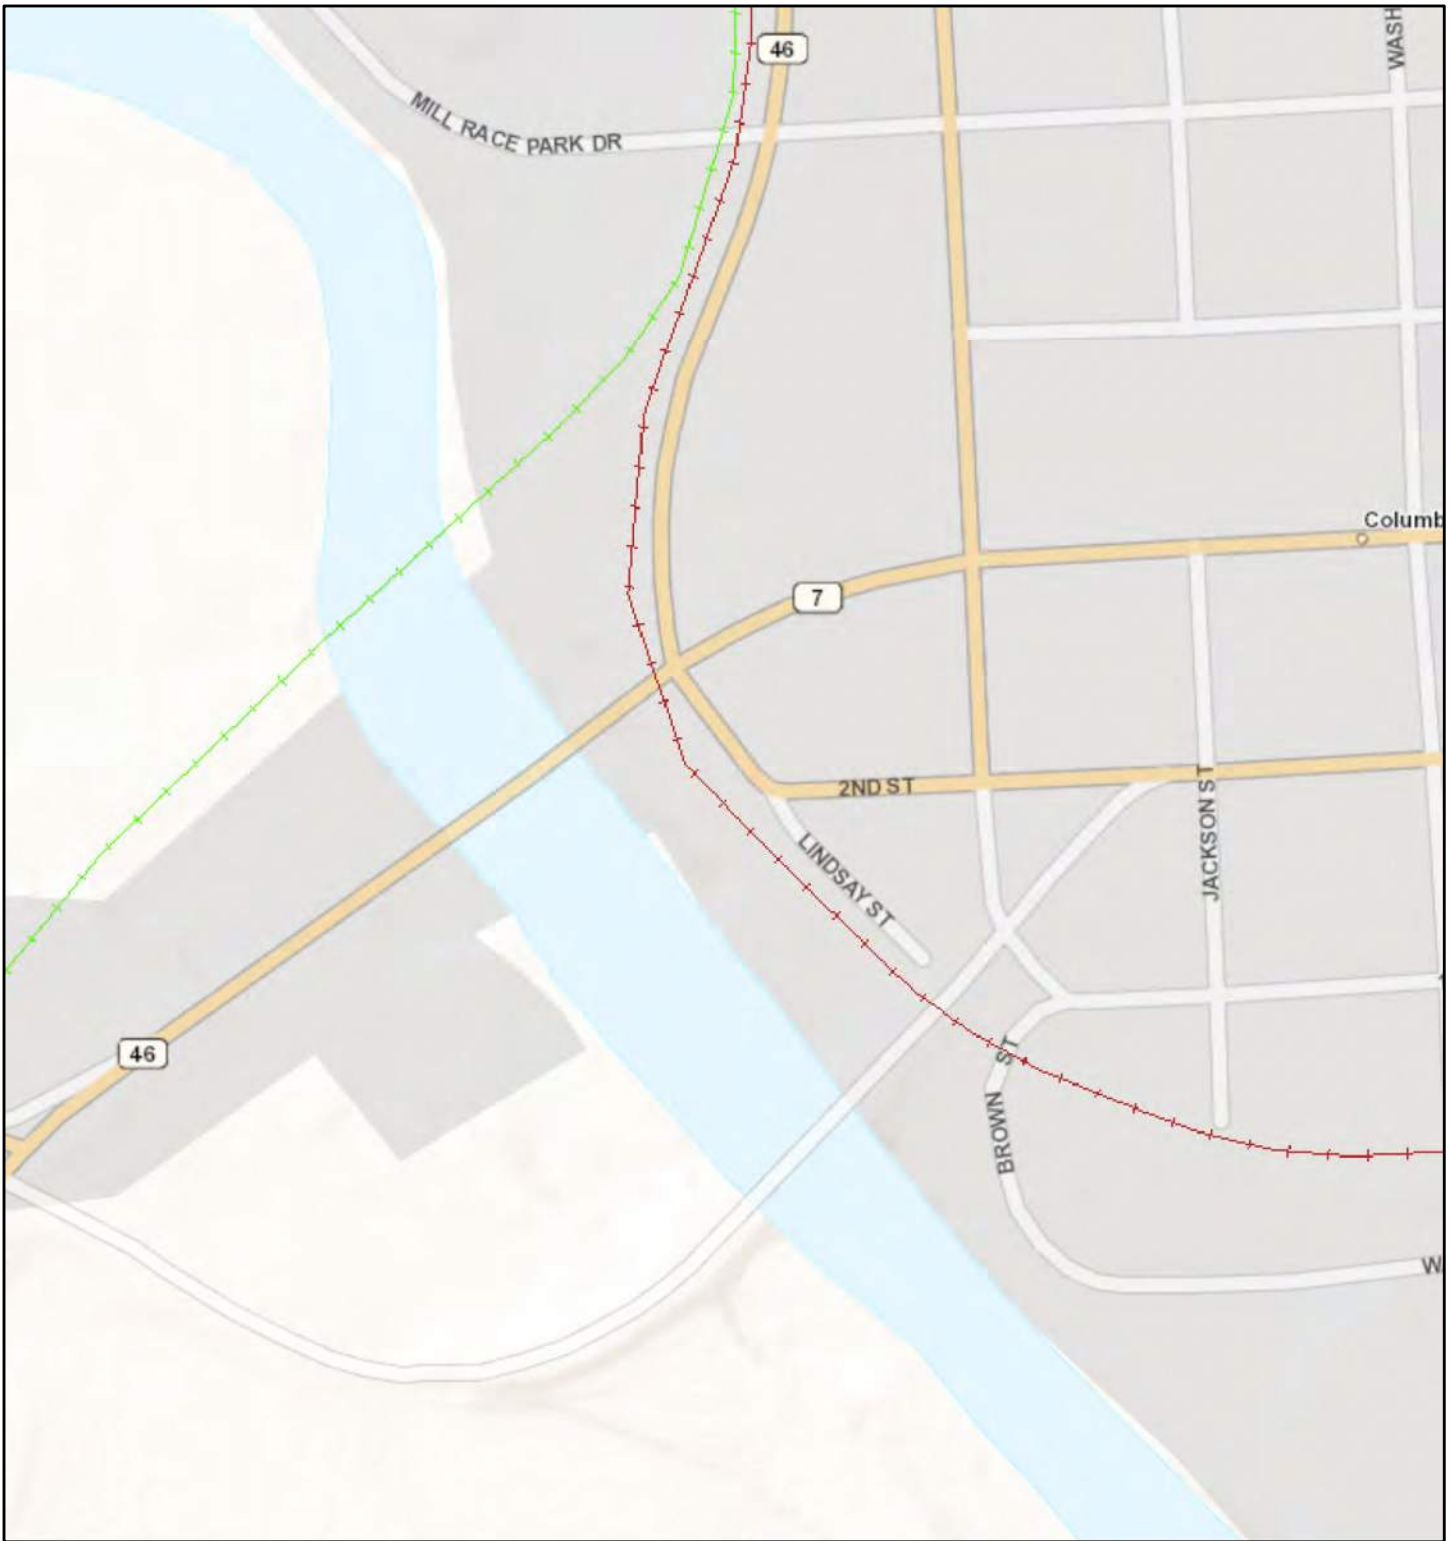 WASH
46
MILL RACE PARK DR
Columb
7
2ND ST
JACKSON ST
LINDSAY ST
46
BROWN ST
W